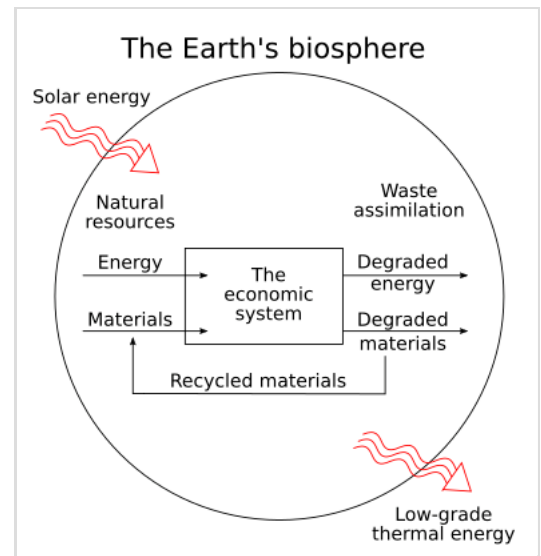 The Earth's biosphere
Solar energy
Natural
resources
Waste
assimilation
Energy
Materials
The
economic
system
Degraded
energy
Degraded
materials
Recycled materials
Low-grade
thermal energy